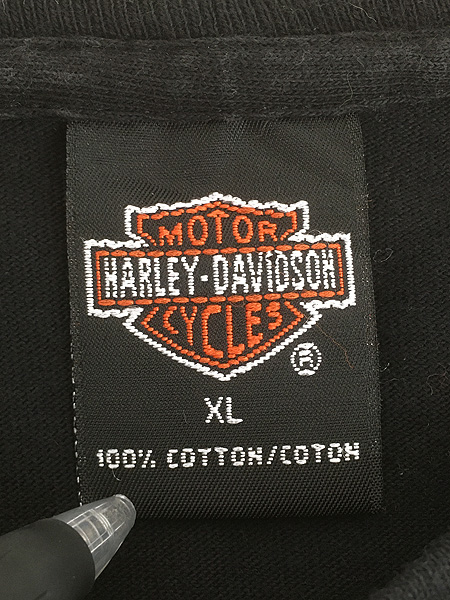 MOTOR
HARLEY-DAVIDSON
CYCLES
®
XL
100% COTTON/COTON